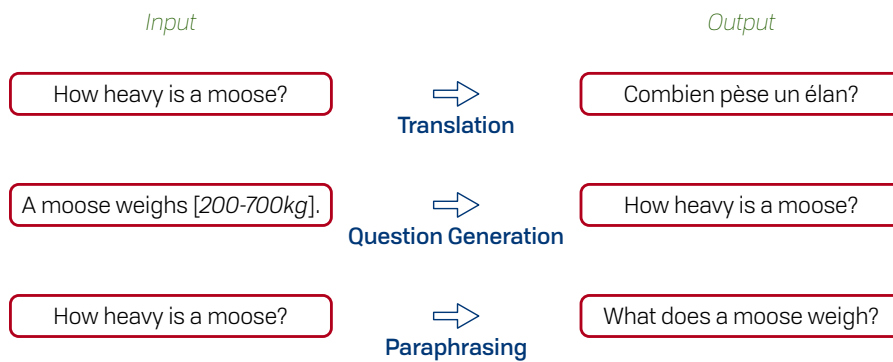 Input
Output
How heavy is a moose?
Combien pèse un élan?
Translation
A moose weighs [200-700kg].
How heavy is a moose?
Question Generation
How heavy is a moose?
What does a moose weigh?
Paraphrasing